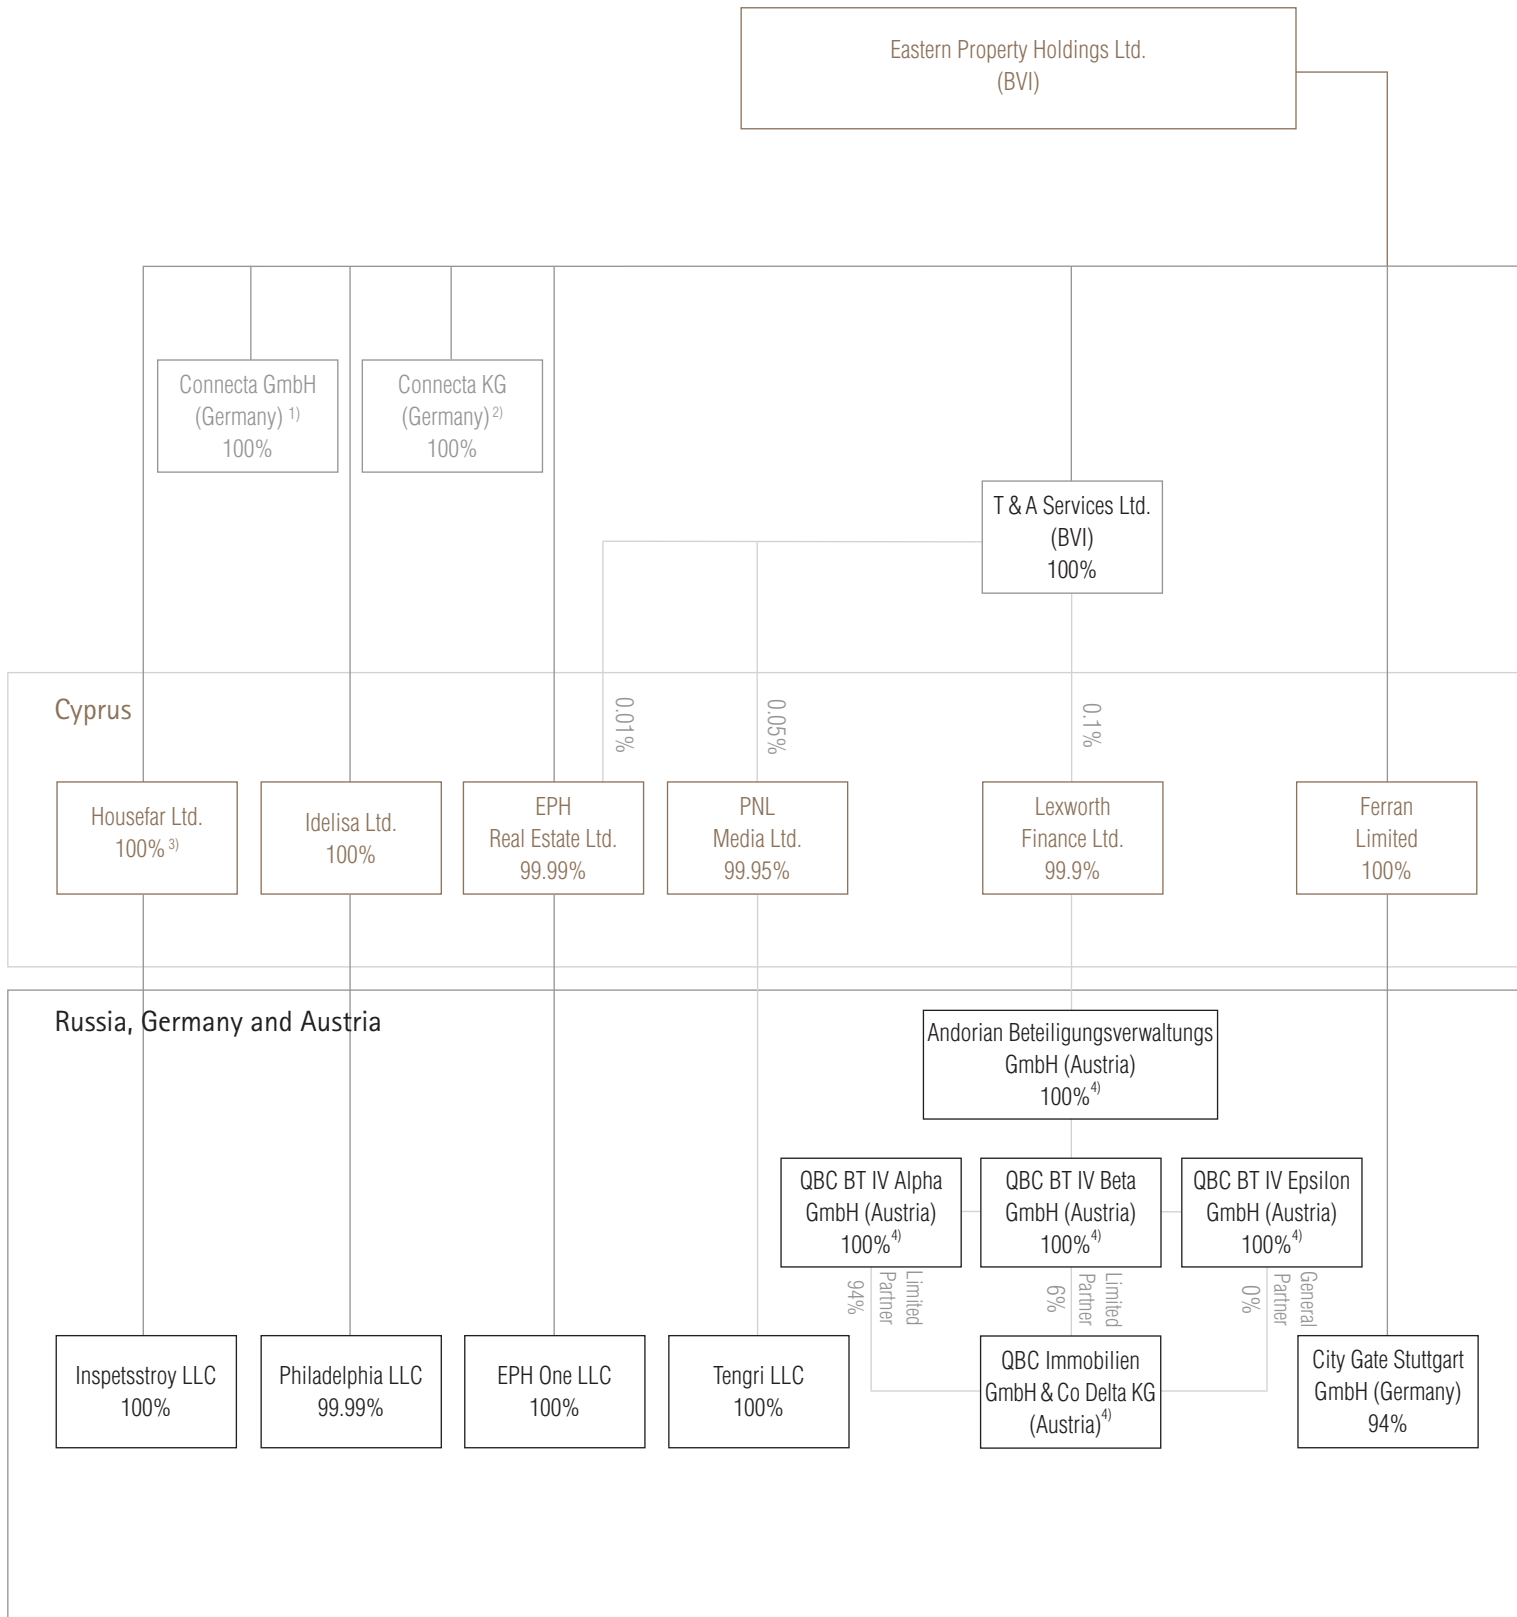 Eastern Property Holdings Ltd.
(BVI)
Connecta GmbH
(Germany) 1)
100%
Connecta KG
(Germany) 2)
100%
T & A Services Ltd.
(BVI)
100%
Cyprus
0.01%
0.05%
0.1%
Housefar Ltd.
100% 3)
Idelisa Ltd.
100%
EPH
Real Estate Ltd.
99.99%
PNL
Media Ltd.
99.95%
Lexworth
Finance Ltd.
99.9%
Ferran
Limited
100%
Russia, Germany and Austria
Andorian Beteiligungsverwaltungs
GmbH (Austria)
100%4)
QBC BT IV Alpha
GmbH (Austria)
100%4)
QBC BT IV Beta
GmbH (Austria)
100%4)
QBC BT IV Epsilon
GmbH (Austria)
100%4)
Limited
Partner
94%
Limited
Partner
6%
General
Partner
0%
Inspetsstroy LLC
100%
Philadelphia LLC
99.99%
EPH One LLC
100%
Tengri LLC
100%
QBC Immobilien
GmbH & Co Delta KG
(Austria)4)
City Gate Stuttgart
GmbH (Germany)
94%